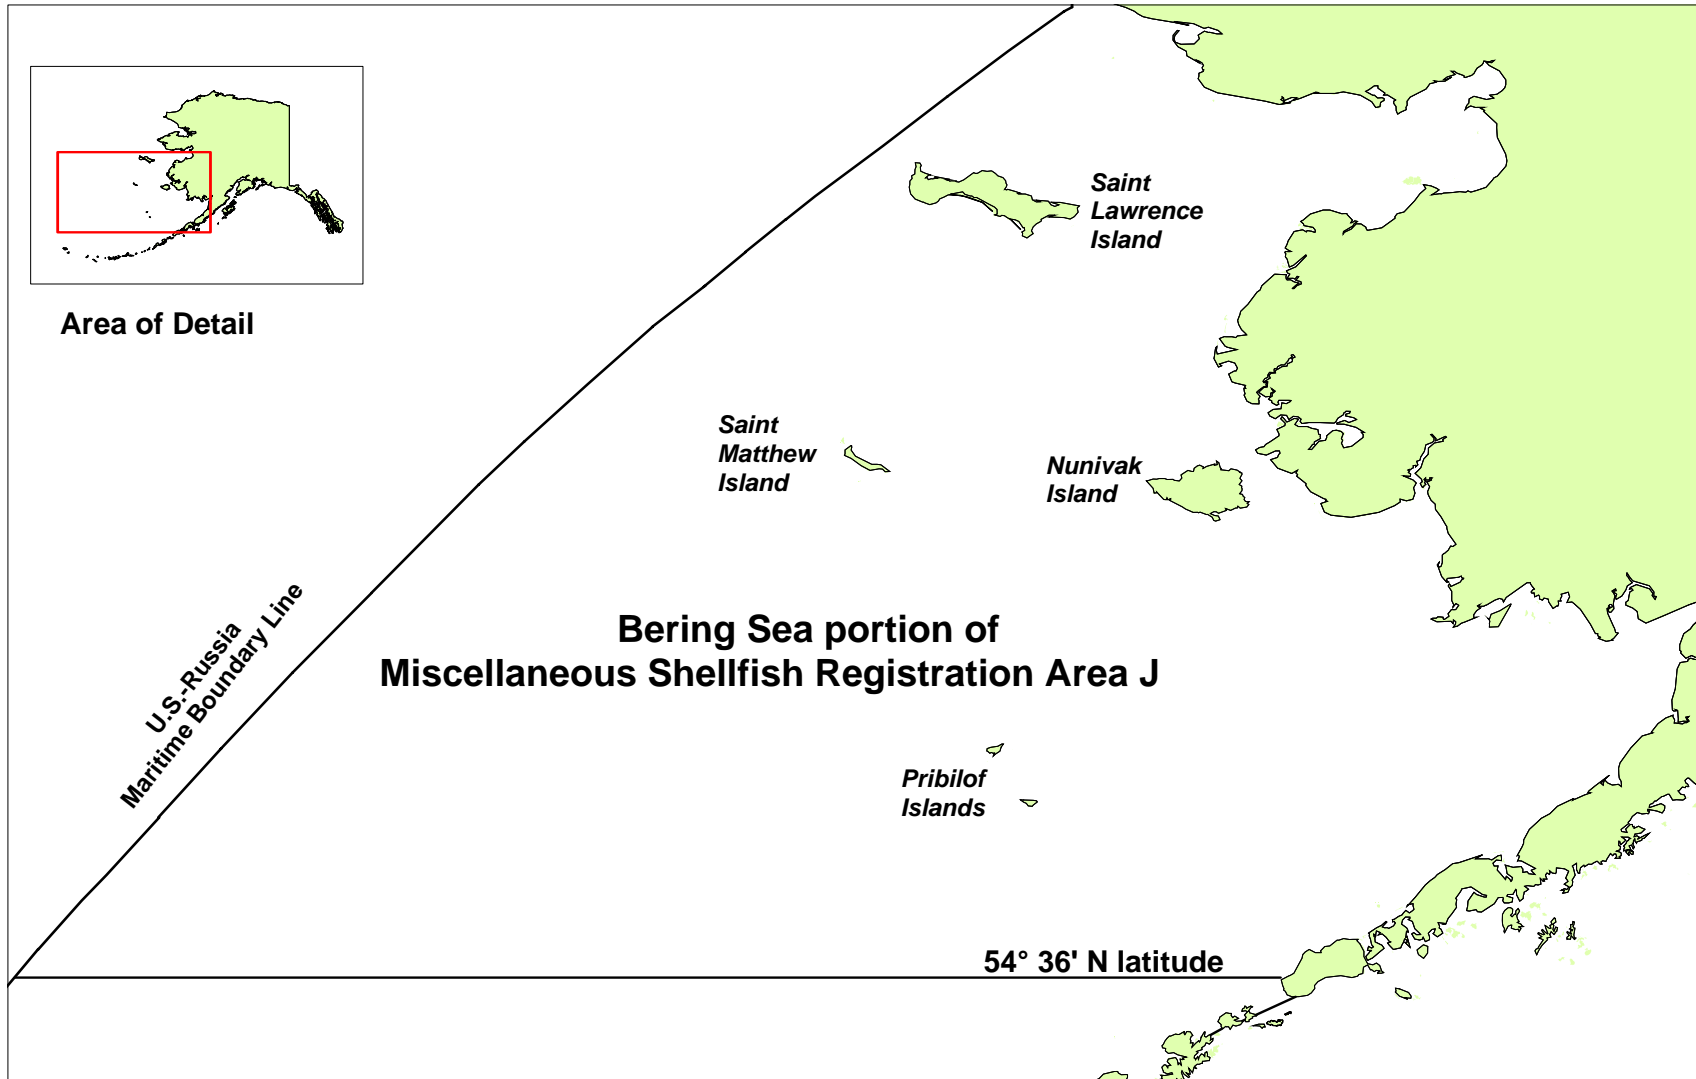 Area of Detail
Saint
Lawrence
Island
Saint
Matthew
Island
Nunivak
Island
U.S.-Russia
Maritime Boundary Line
Bering Sea portion of
Miscellaneous Shellfish Registration Area J
Pribilof
Islands
54° 36' N latitude